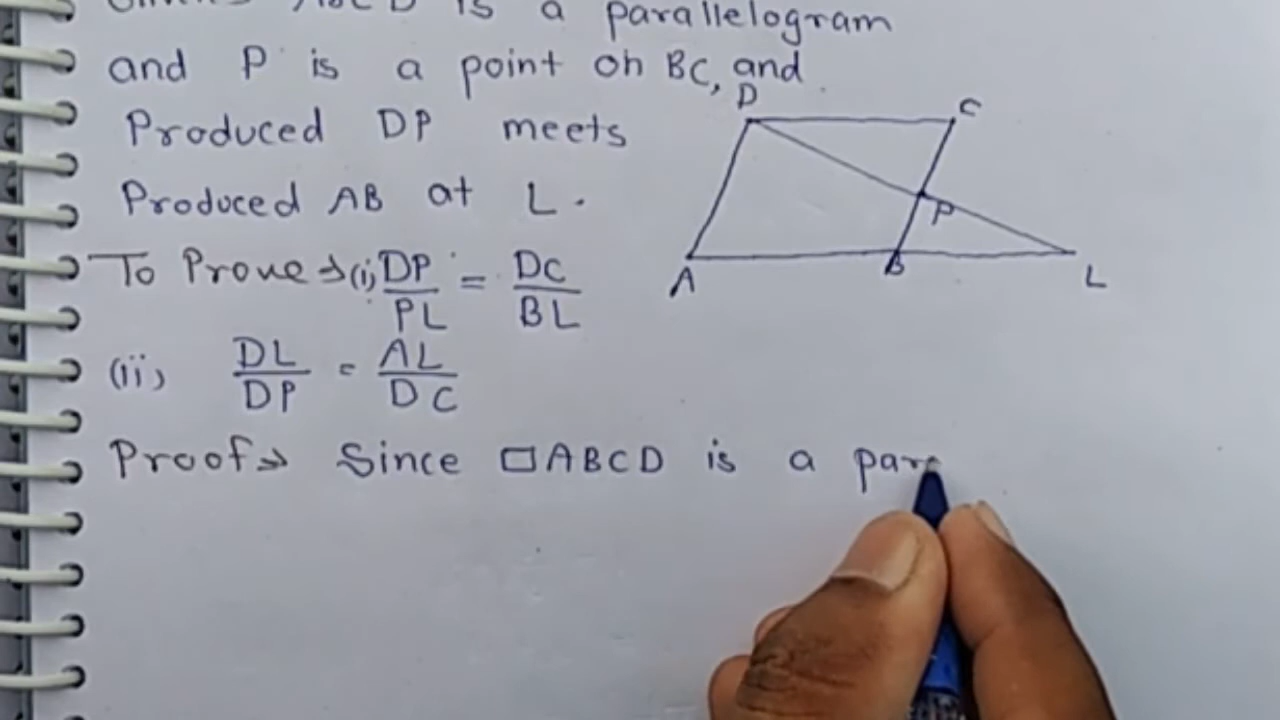 ABCD is a parallelogram
and P is a point on BC, and
Produced DP meets
Produced AB at L.
To Prove → (i) DP/PL = DC/BL
(ii) DL/DP = AL/DC
Proof → Since □ABCD is a par
D
C
P
A
B
L